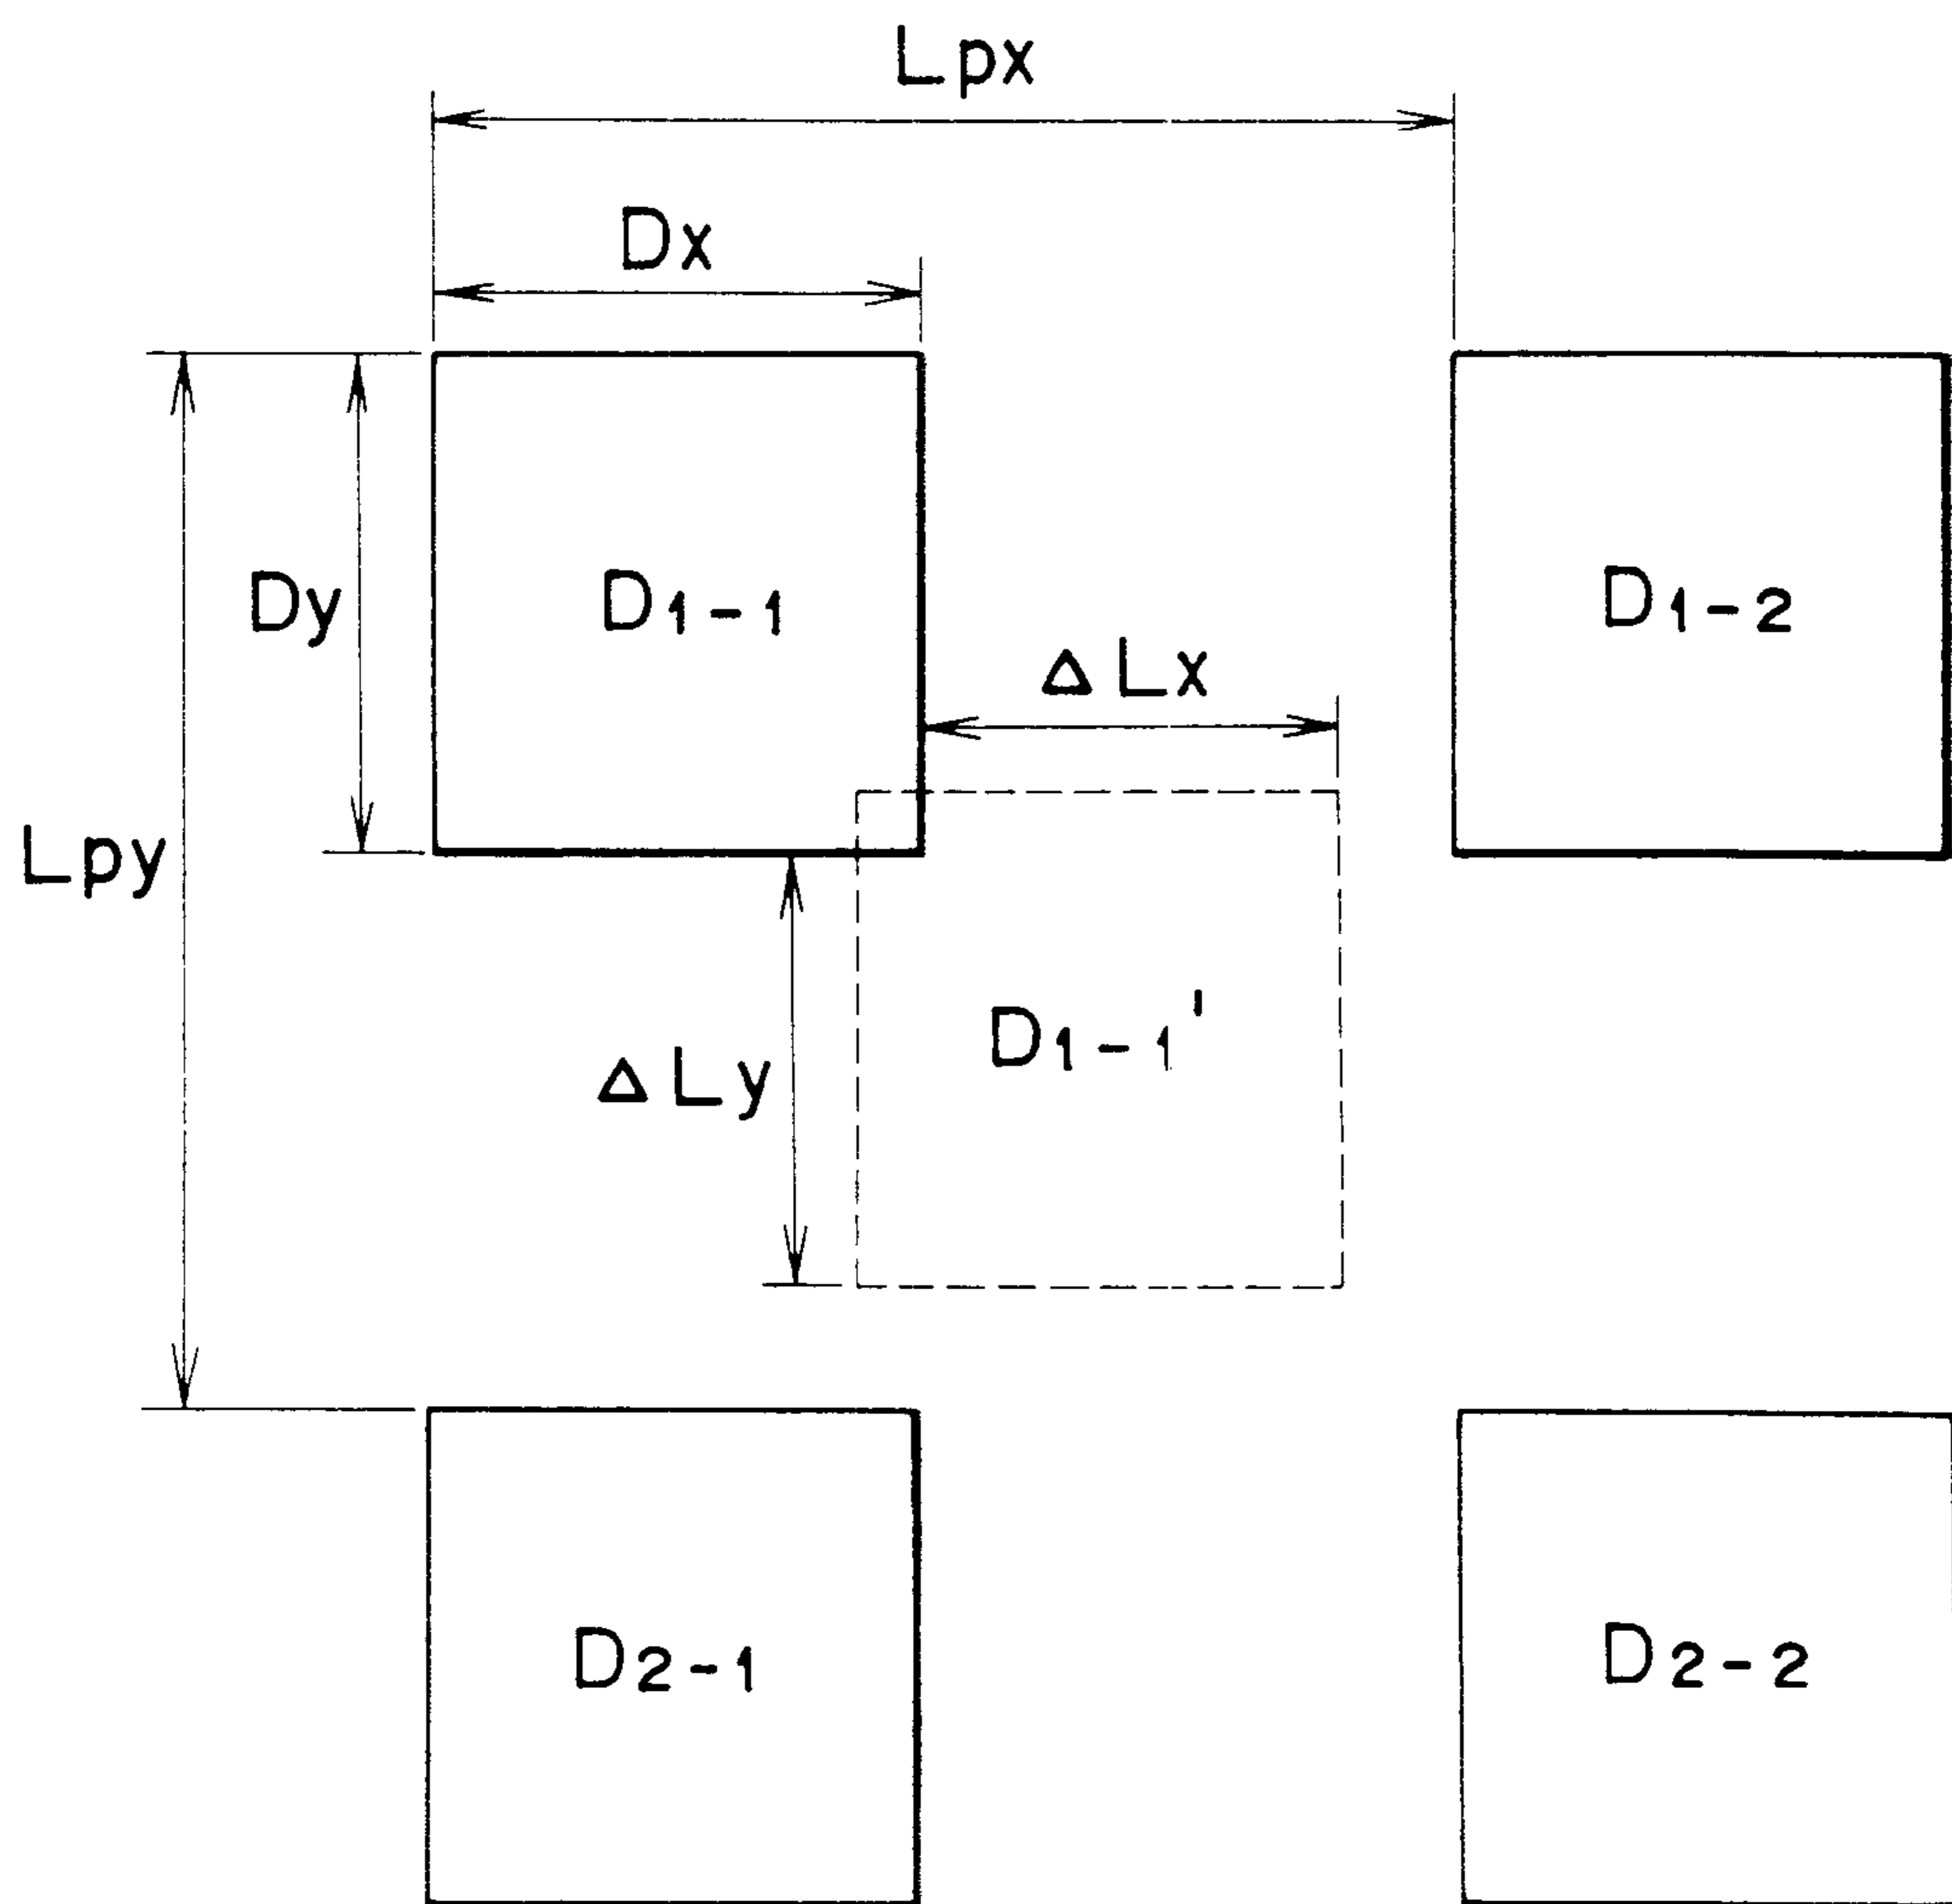 Lpx
Dx
Dy
D1-1
D1-2
ΔLx
Lpy
D1-1'
ΔLy
D2-1
D2-2